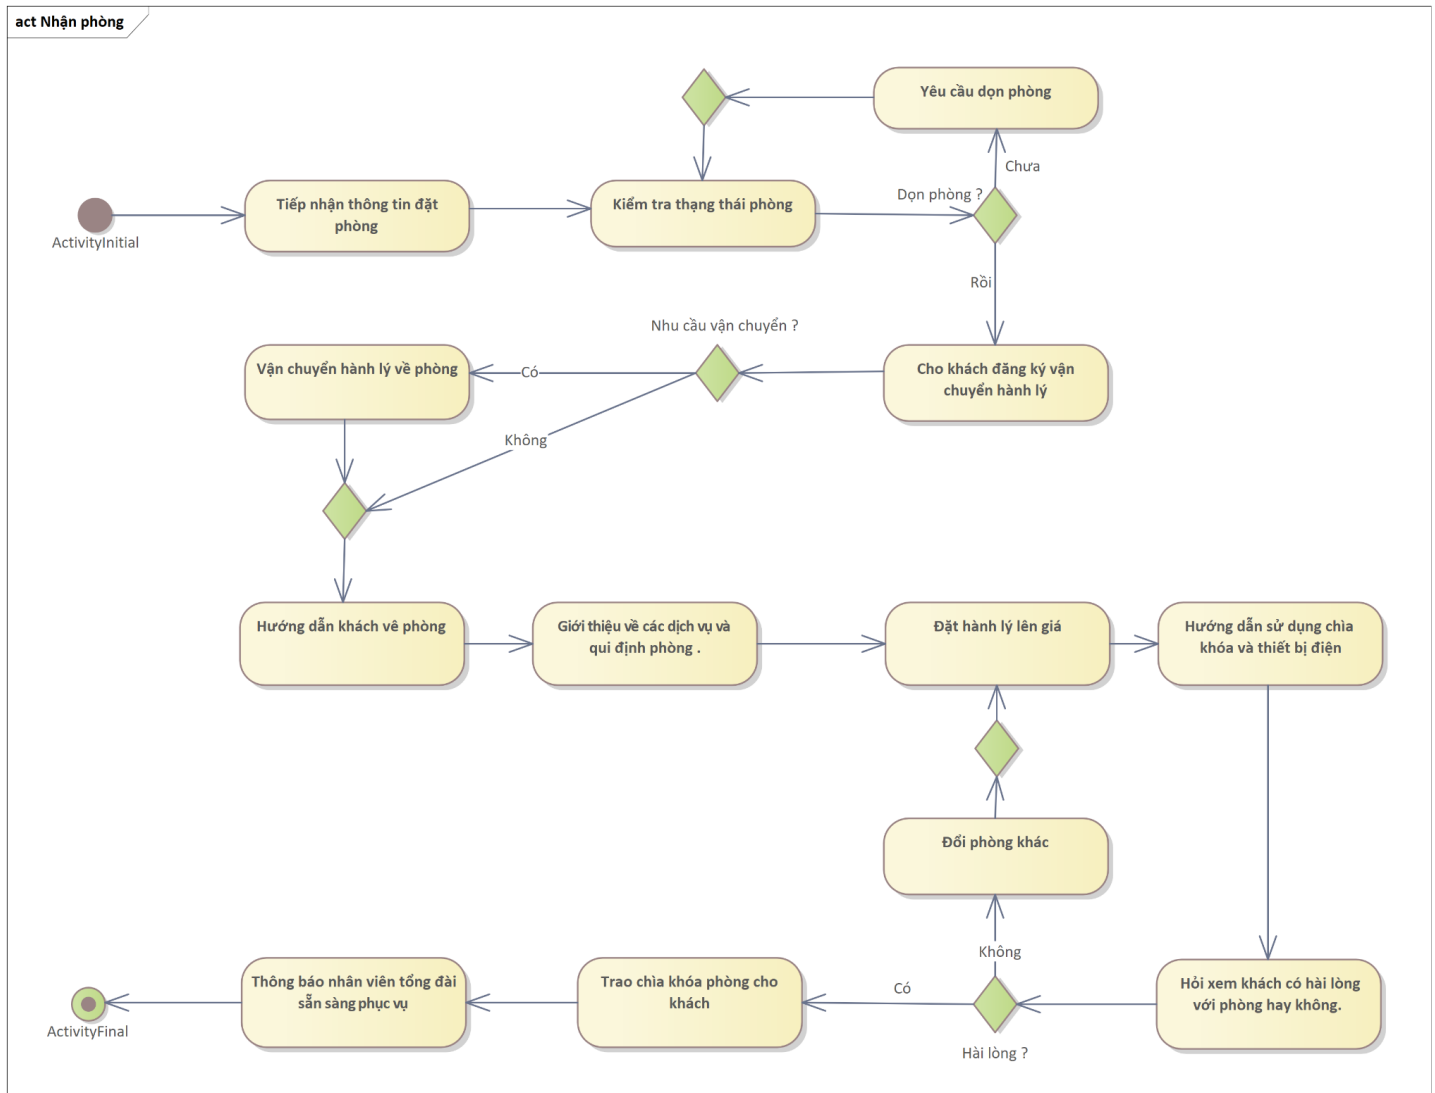 act Nhận phòng
Yêu cầu dọn phòng
Chưa
Dọn phòng ?
Tiếp nhận thông tin đặt
phòng
Kiểm tra thạng thái phòng
ActivityInitial
Rồi
Nhu cầu vận chuyển ?
Vận chuyển hành lý về phòng
Có
Cho khách đăng ký vận
chuyển hành lý
Không
Hướng dẫn khách vê phòng
Giới thiệu về các dịch vụ và
qui định phòng .
Đặt hành lý lên giá
Hướng dẫn sử dụng chìa
khóa và thiết bị điện
Đổi phòng khác
Không
Thông báo nhân viên tổng đài
sẵn sàng phục vụ
Trao chìa khóa phòng cho
khách
Có
Hỏi xem khách có hài lòng
với phòng hay không.
ActivityFinal
Hài lòng ?